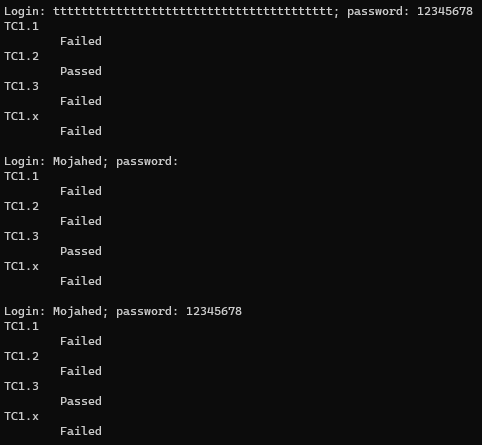 Login: tttttttttttttttttttttttttttttttttttttttt; password: 12345678
TC1.1
Failed
TC1.2
Passed
TC1.3
Failed
TC1.x
Failed
Login: Mojahed; password:
TC1.1
Failed
TC1.2
Failed
TC1.3
Passed
TC1.x
Failed
Login: Mojahed; password: 12345678
TC1.1
Failed
TC1.2
Failed
TC1.3
Passed
TC1.x
Failed